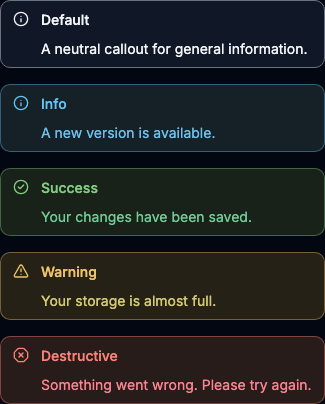 Default
A neutral callout for general information.
Info
A new version is available.
Success
Your changes have been saved.
Warning
Your storage is almost full.
Destructive
Something went wrong. Please try again.